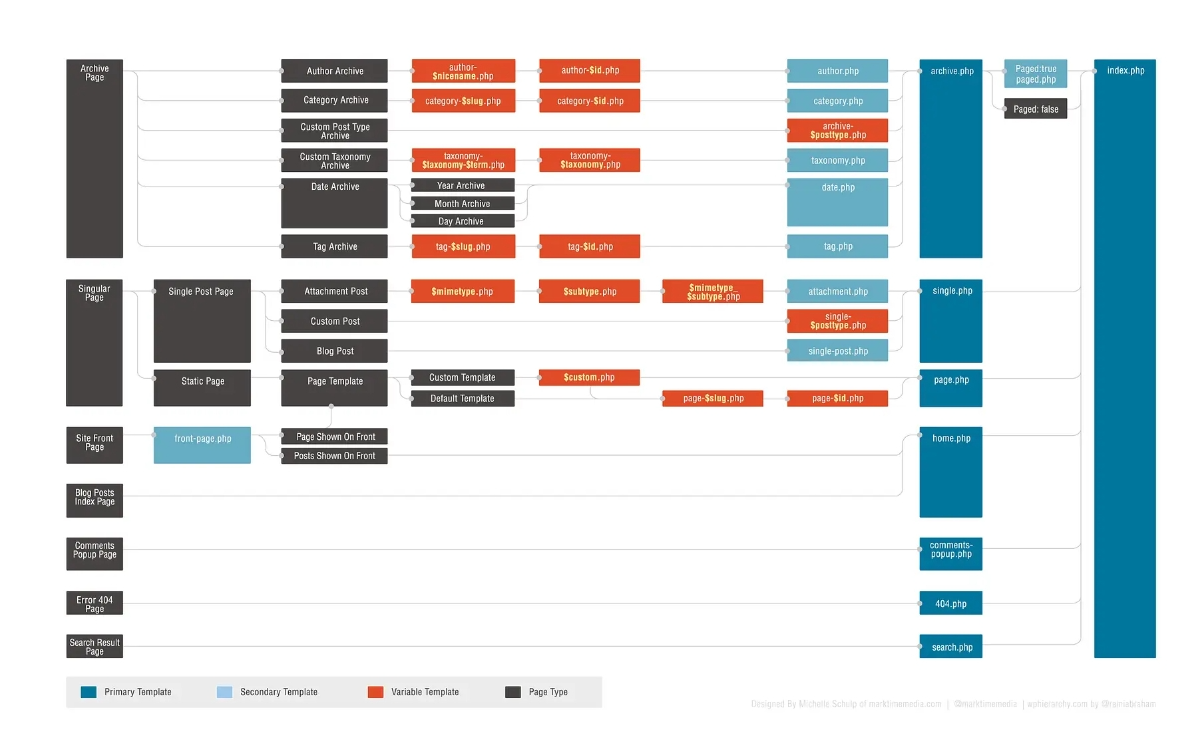 Archive
Page
Author Archive
author-
$nicename.php
author-$id.php
author.php
archive.php
Paged:true
paged.php
index.php
Category Archive
category-$slug.php
category-$id.php
category.php
Paged: false
Custom Post Type
Archive
archive-
$posttype.php
Custom Taxonomy
Archive
taxonomy-
$taxonomy-$term.php
taxonomy-
$taxonomy.php
taxonomy.php
Date Archive
Year Archive
Month Archive
Day Archive
date.php
Tag Archive
tag-$slug.php
tag-$id.php
tag.php
Singular
Page
Single Post Page
Attachment Post
$mimetype.php
$subtype.php
$mimetype_
$subtype.php
attachment.php
single.php
Custom Post
single-
$posttype.php
Blog Post
single-post.php
Static Page
Page Template
Custom Template
$custom.php
page.php
Default Template
page-$slug.php
page-$id.php
Site Front
Page
front-page.php
Page Shown On Front
Posts Shown On Front
home.php
Blog Posts
Index Page
Comments
Popup Page
comments-
popup.php
Error 404
Page
404.php
Search Result
Page
search.php
Primary Template
Secondary Template
Variable Template
Page Type
Designed By Michelle Schulp of marktimemedia.com | @marktimemedia | wphierarchy.com by @rarst